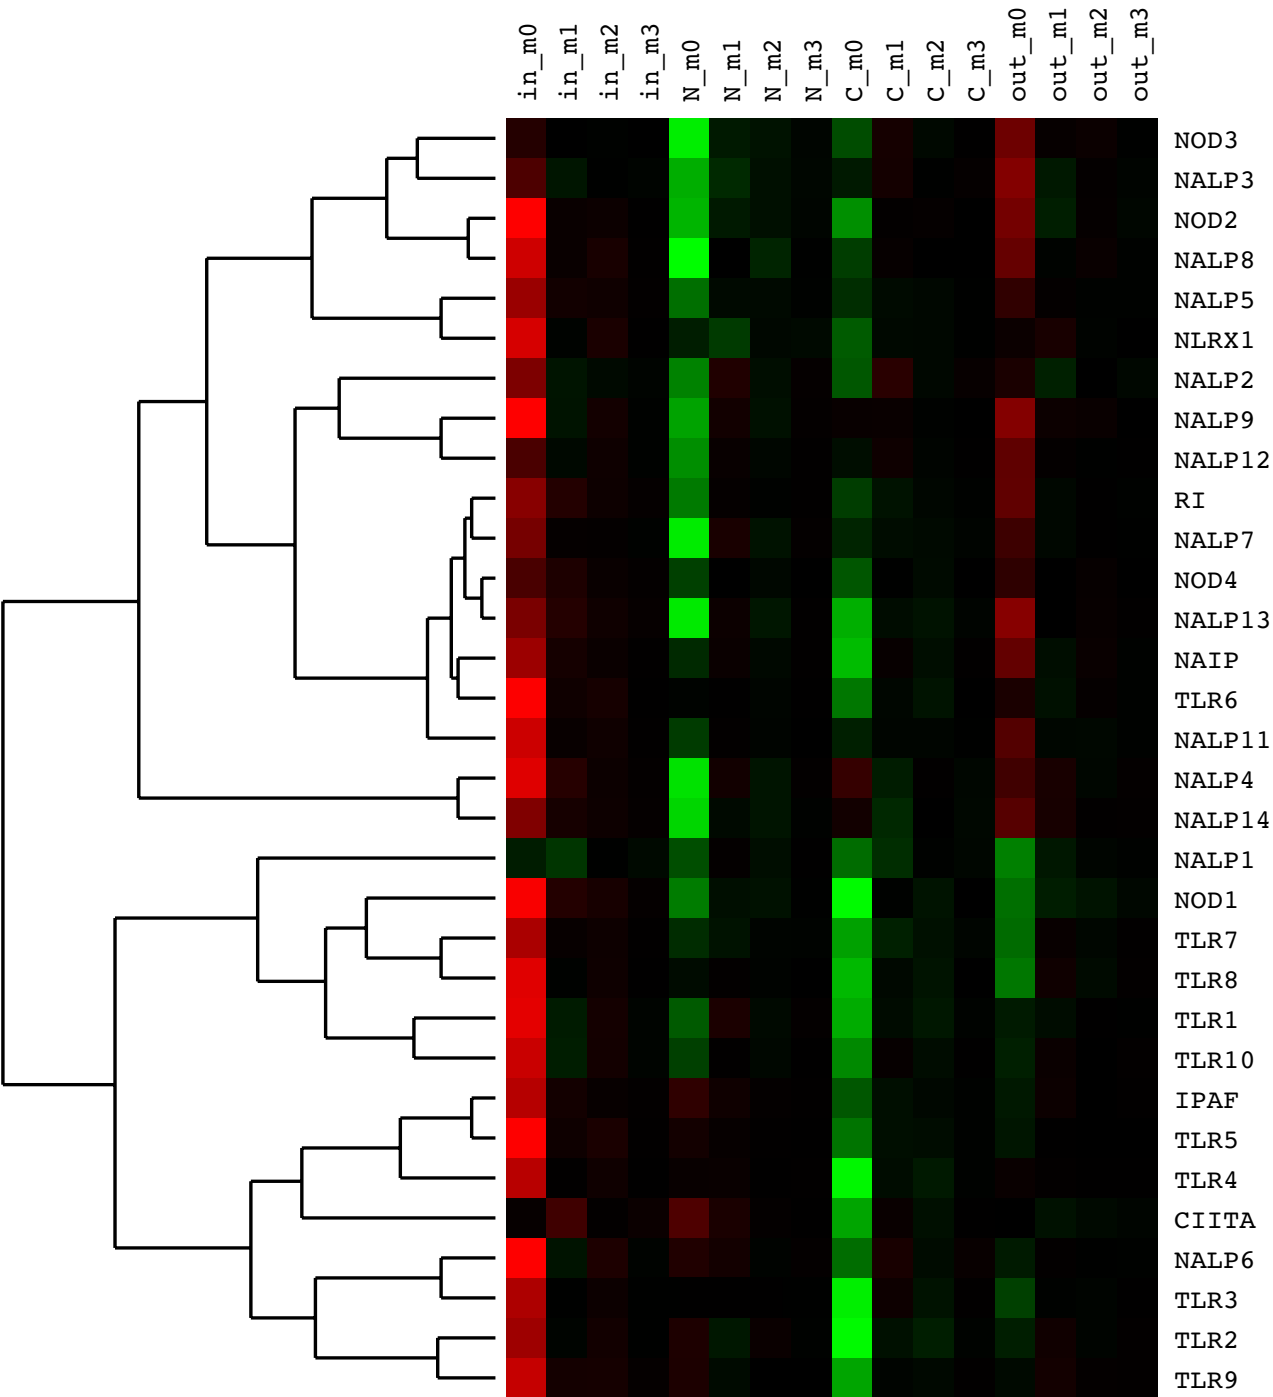 in_m0
in_m1
in_m2
in_m3
N_m0
N_m1
N_m2
N_m3
C_m0
C_m1
C_m2
C_m3
out_m0
out_m1
out_m2
out_m3
NOD3
NALP3
NOD2
NALP8
NALP5
NLRX1
NALP2
NALP9
NALP12
RI
NALP7
NOD4
NALP13
NAIP
TLR6
NALP11
NALP4
NALP14
NALP1
NOD1
TLR7
TLR8
TLR1
TLR10
IPAF
TLR5
TLR4
CIITA
NALP6
TLR3
TLR2
TLR9